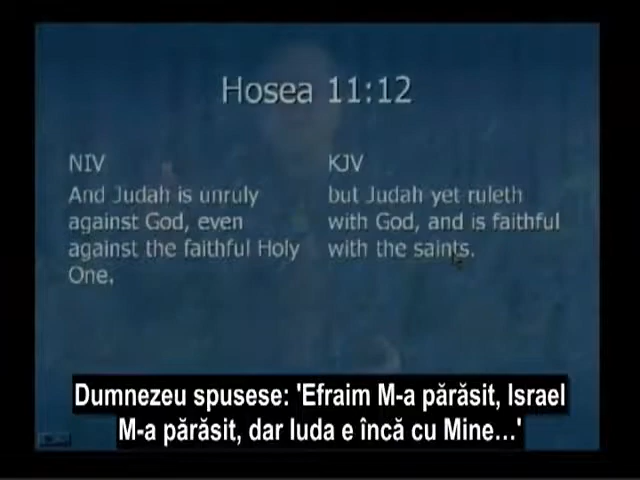 Hosea 11:12
NIV
And Judah is unruly
against God, even
against the faithful Holy
One.
KJV
but Judah yet ruleth
with God, and is faithful
with the saints.
Dumnezeu spusese: 'Efraim M-a părăsit, Israel
M-a părăsit, dar Iuda e încă cu Mine...'